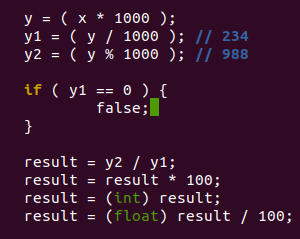 y = ( x * 1000 );
y1 = ( y / 1000 ); // 234
y2 = ( y % 1000 ); // 988
if ( y1 == 0 ) {
false;
}
result = y2 / y1;
result = result * 100;
result = (int) result;
result = (float) result / 100;